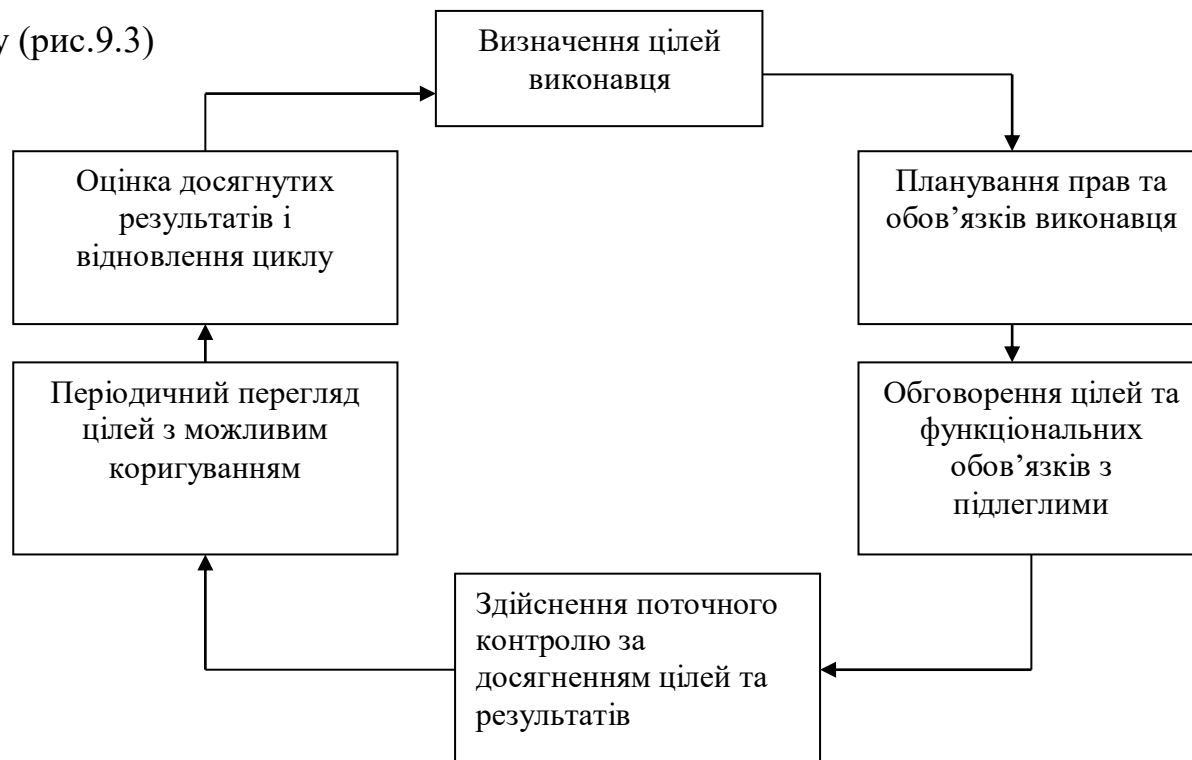 у (рис.9.3)
Визначення цілей
виконавця
Планування прав та
обов’язків виконавця
Обговорення цілей та
функціональних
обов’язків з
підлеглими
Здійснення поточного
контролю за
досягненням цілей та
результатів
Періодичний перегляд
цілей з можливим
коригуванням
Оцінка досягнутих
результатів і
відновлення циклу